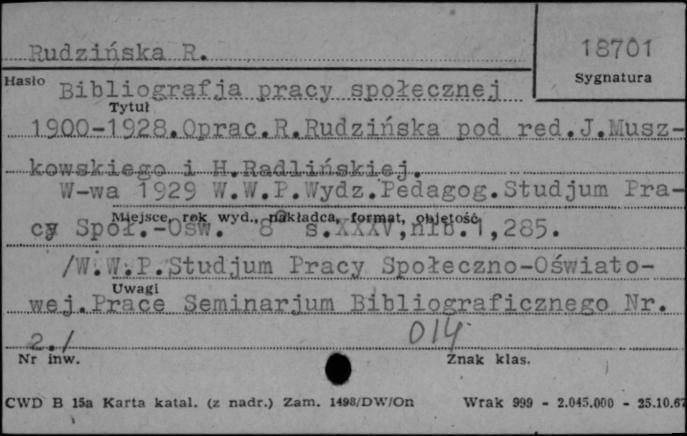 Rudzińska R.
18701
Sygnatura
Hasło
Bibliografja pracy społecznej
Tytuł
1900-1928.Oprac.R.Rudzińska pod red.J.Musz-
kowskiego i H.Radlińskiej.
W-wa 1929 W.W.P.Wydz.Pedagog.Studjum Pra-
Miejsce, rok wyd., nakładca, format, objętość
cy Społ.-Ośw. 8° s.XXXV,nlb.1,285.
/W.W.P.Studjum Pracy Społeczno-Oświato-
Uwagi
wej.Prace Seminarjum Bibliograficznego Nr.
2./
014
Nr inw.
Znak klas.
CWD B 15a Karta katal. (z nadr.) Zam. 1498/DW/On
Wrak 999 - 2.045.000 - 25.10.67